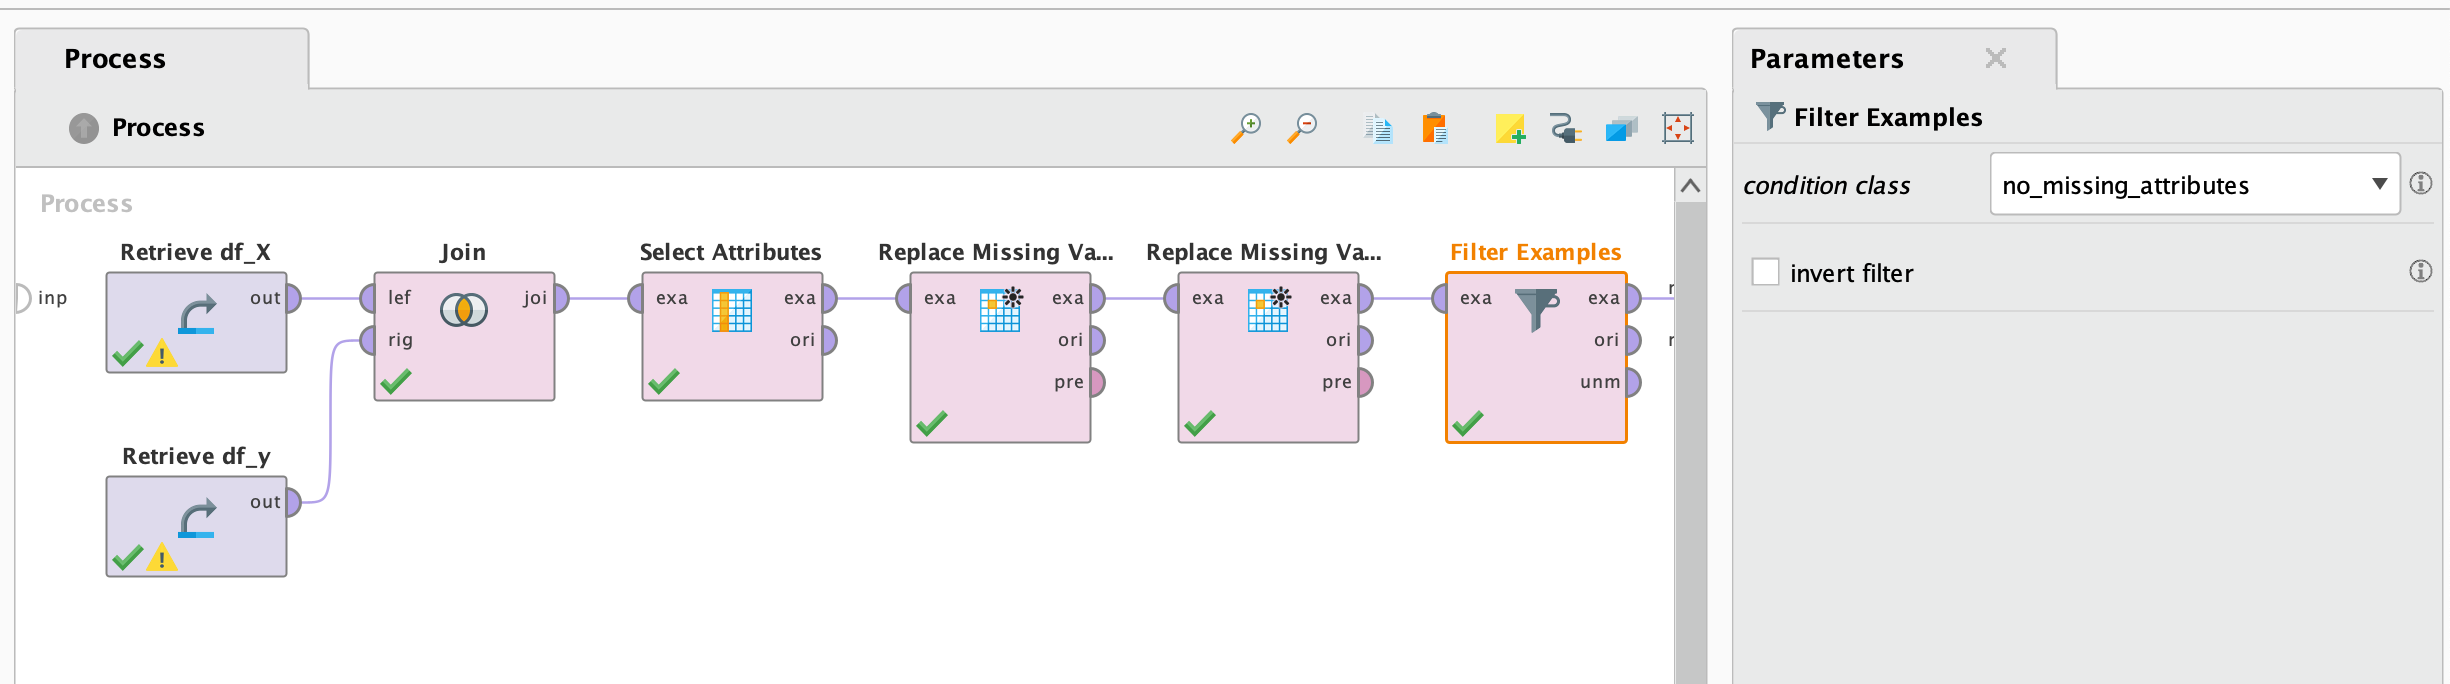 Process
Process
Process
inp
Retrieve df_X
out
Join
lef
joi
rig
Select Attributes
exa
exa
ori
Replace Missing Va...
exa
exa
ori
pre
Replace Missing Va...
exa
exa
ori
pre
Filter Examples
exa
exa
ori
unm
Retrieve df_y
out
Parameters
Filter Examples
condition class
no_missing_attributes
invert filter